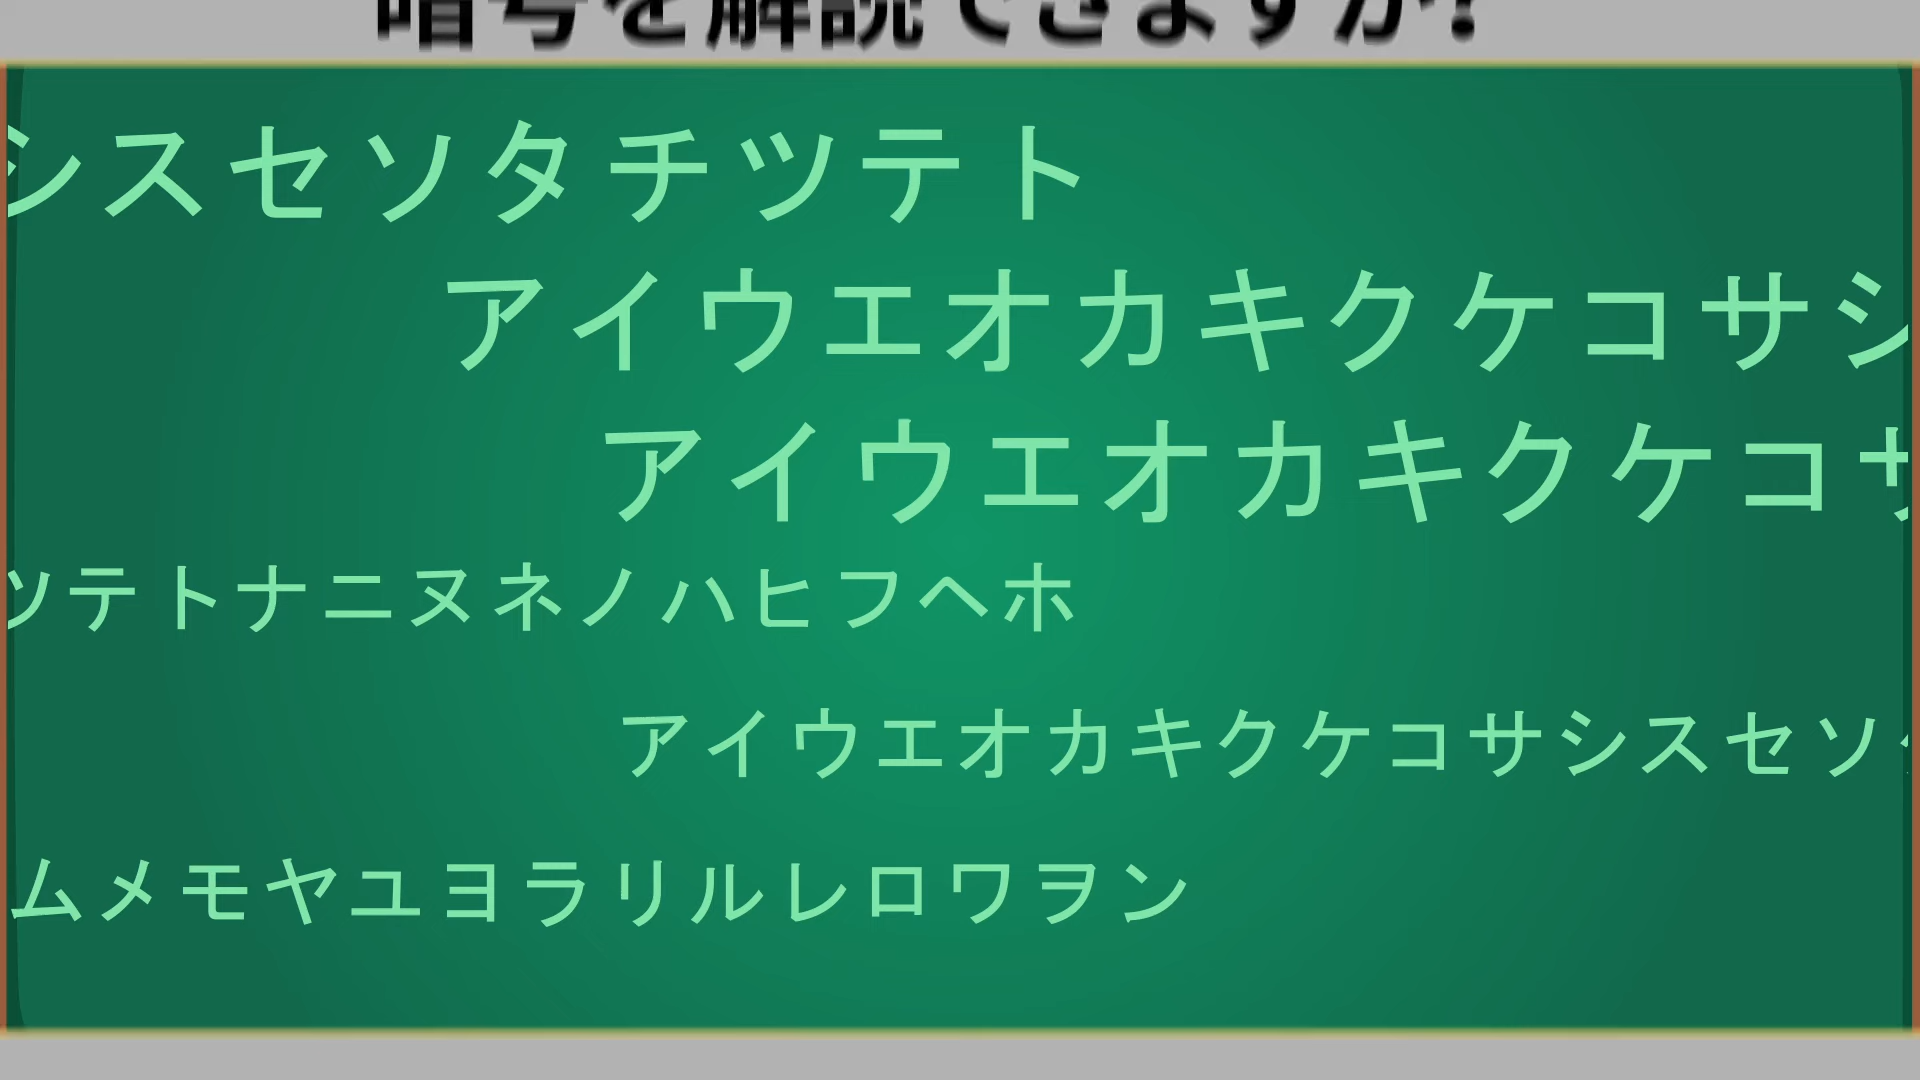 暗号を解読できますか?
シスセソタチツテト
アイウエオカキクケコサシ
アイウエオカキクケコサ
ツテトナニヌネノハヒフヘホ
アイウエオカキクケコサシスセソ
ムメモヤユヨラリルレロワヲン